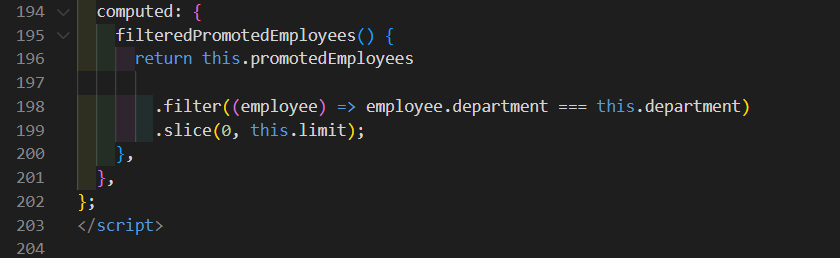 194 computed: {
195 filteredPromotedEmployees() {
196 return this.promotedEmployees
197
198 .filter((employee) => employee.department === this.department)
199 .slice(0, this.limit);
200 },
201 },
202 };
203 </script>
204